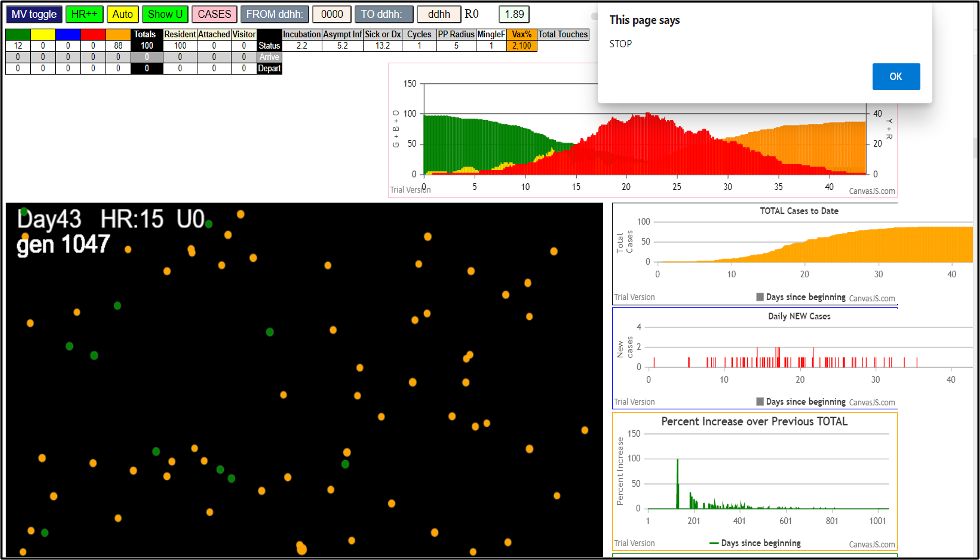 MV toggle HR++ Auto Show U CASES FROM ddhh: 0000 TO ddhh: ddhh R0 1.89
This page says
STOP
OK
Totals Resident Attached Visitor Incubation Asympt Inf Sick or Dx Cycles PP Radius MingleF Vax% Total Touches
12 0 0 0 88 100 100 0 0 Status 2.2 5.2 13.2 1 5 1 2,100
0 0 0 0 0 0 0 0 0 Arrive
0 0 0 0 0 0 0 0 0 Depart
150
100
50
0
G + B + O
40
20
0
Y + R
0 5 10 15 20 25 30 35 40
Trial Version CanvasJS.com
Day43 HR:15 U0
gen 1047
TOTAL Cases to Date
Total Cases
100
50
0
0 10 20 30 40
Days since beginning
Trial Version CanvasJS.com
Daily NEW Cases
New cases
4
2
0
0 10 20 30 40
Days since beginning
Trial Version CanvasJS.com
Percent Increase over Previous TOTAL
Percent Increase
150
100
50
0
1 201 401 601 801 1001
Days since beginning
Trial Version CanvasJS.com